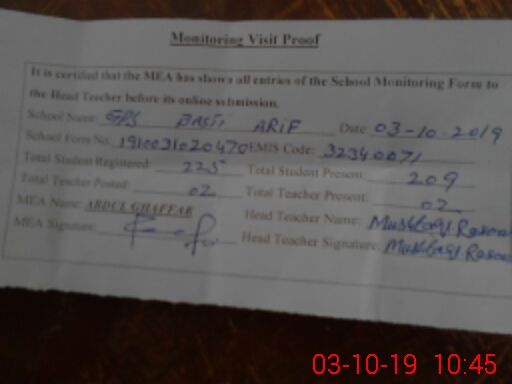 Monitoring Visit Proof
It is certified that the MEA has shown all entries of the School Monitoring Form to
the Head Teacher before its online submission.
School Name: GPS BASTI ARIF Date: 03-10-2019
School Form No. 191003102047 0 EMIS Code: 32340071
Total Student Registered: 225 Total Student Present: 209
Total Teacher Posted: 02 Total Teacher Present: 02
MEA Name: ABDUL GHAFFAR Head Teacher Name:
MEA Signature: Head Teacher Signature:
03-10-19 10:45